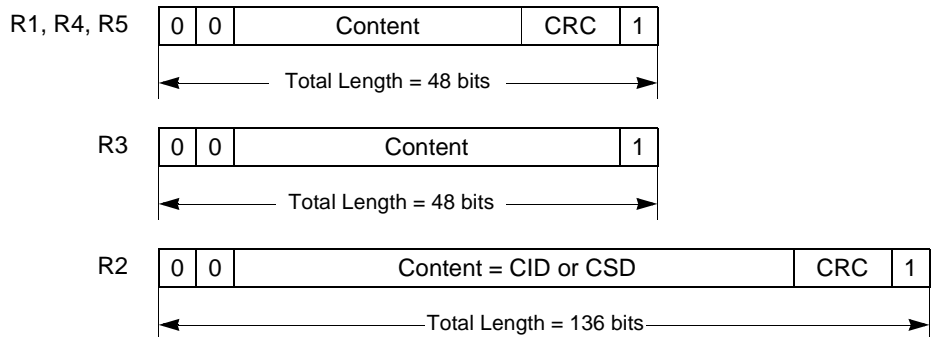 R1, R4, R5 0 0 Content CRC 1
Total Length = 48 bits
R3 0 0 Content 1
Total Length = 48 bits
R2 0 0 Content = CID or CSD CRC 1
Total Length = 136 bits